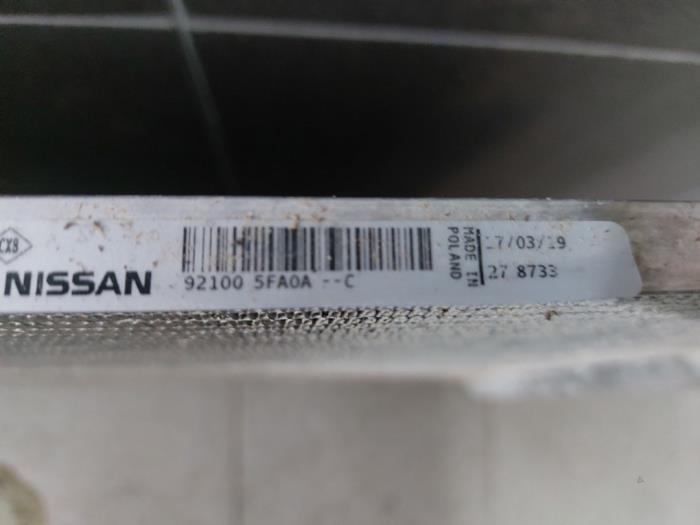 CX8
NISSAN
92100 5FA0A --C
MADE IN
POLAND
17/03/19
27 8733